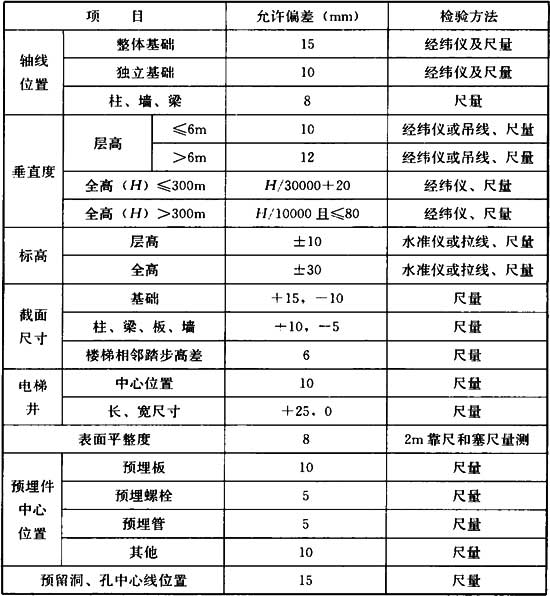 项 目 允许偏差（mm） 检验方法
轴线位置 整体基础 15 经纬仪及尺量
独立基础 10 经纬仪及尺量
柱、墙、梁 8 尺量
垂直度 层高 ≤6m 10 经纬仪或吊线、尺量
>6m 12 经纬仪或吊线、尺量
全高（H）≤300m H/30000+20 经纬仪、尺量
全高（H）>300m H/10000且≤80 经纬仪、尺量
标高 层高 ±10 水准仪或拉线、尺量
全高 ±30 水准仪或拉线、尺量
截面尺寸 基础 +15，-10 尺量
柱、梁、板、墙 +10，-5 尺量
楼梯相邻踏步高差 6 尺量
电梯井 中心位置 10 尺量
长、宽尺寸 +25，0 尺量
表面平整度 8 2m靠尺和塞尺量测
预埋件中心位置 预埋板 10 尺量
预埋螺栓 5 尺量
预埋管 5 尺量
其他 10 尺量
预留洞、孔中心线位置 15 尺量